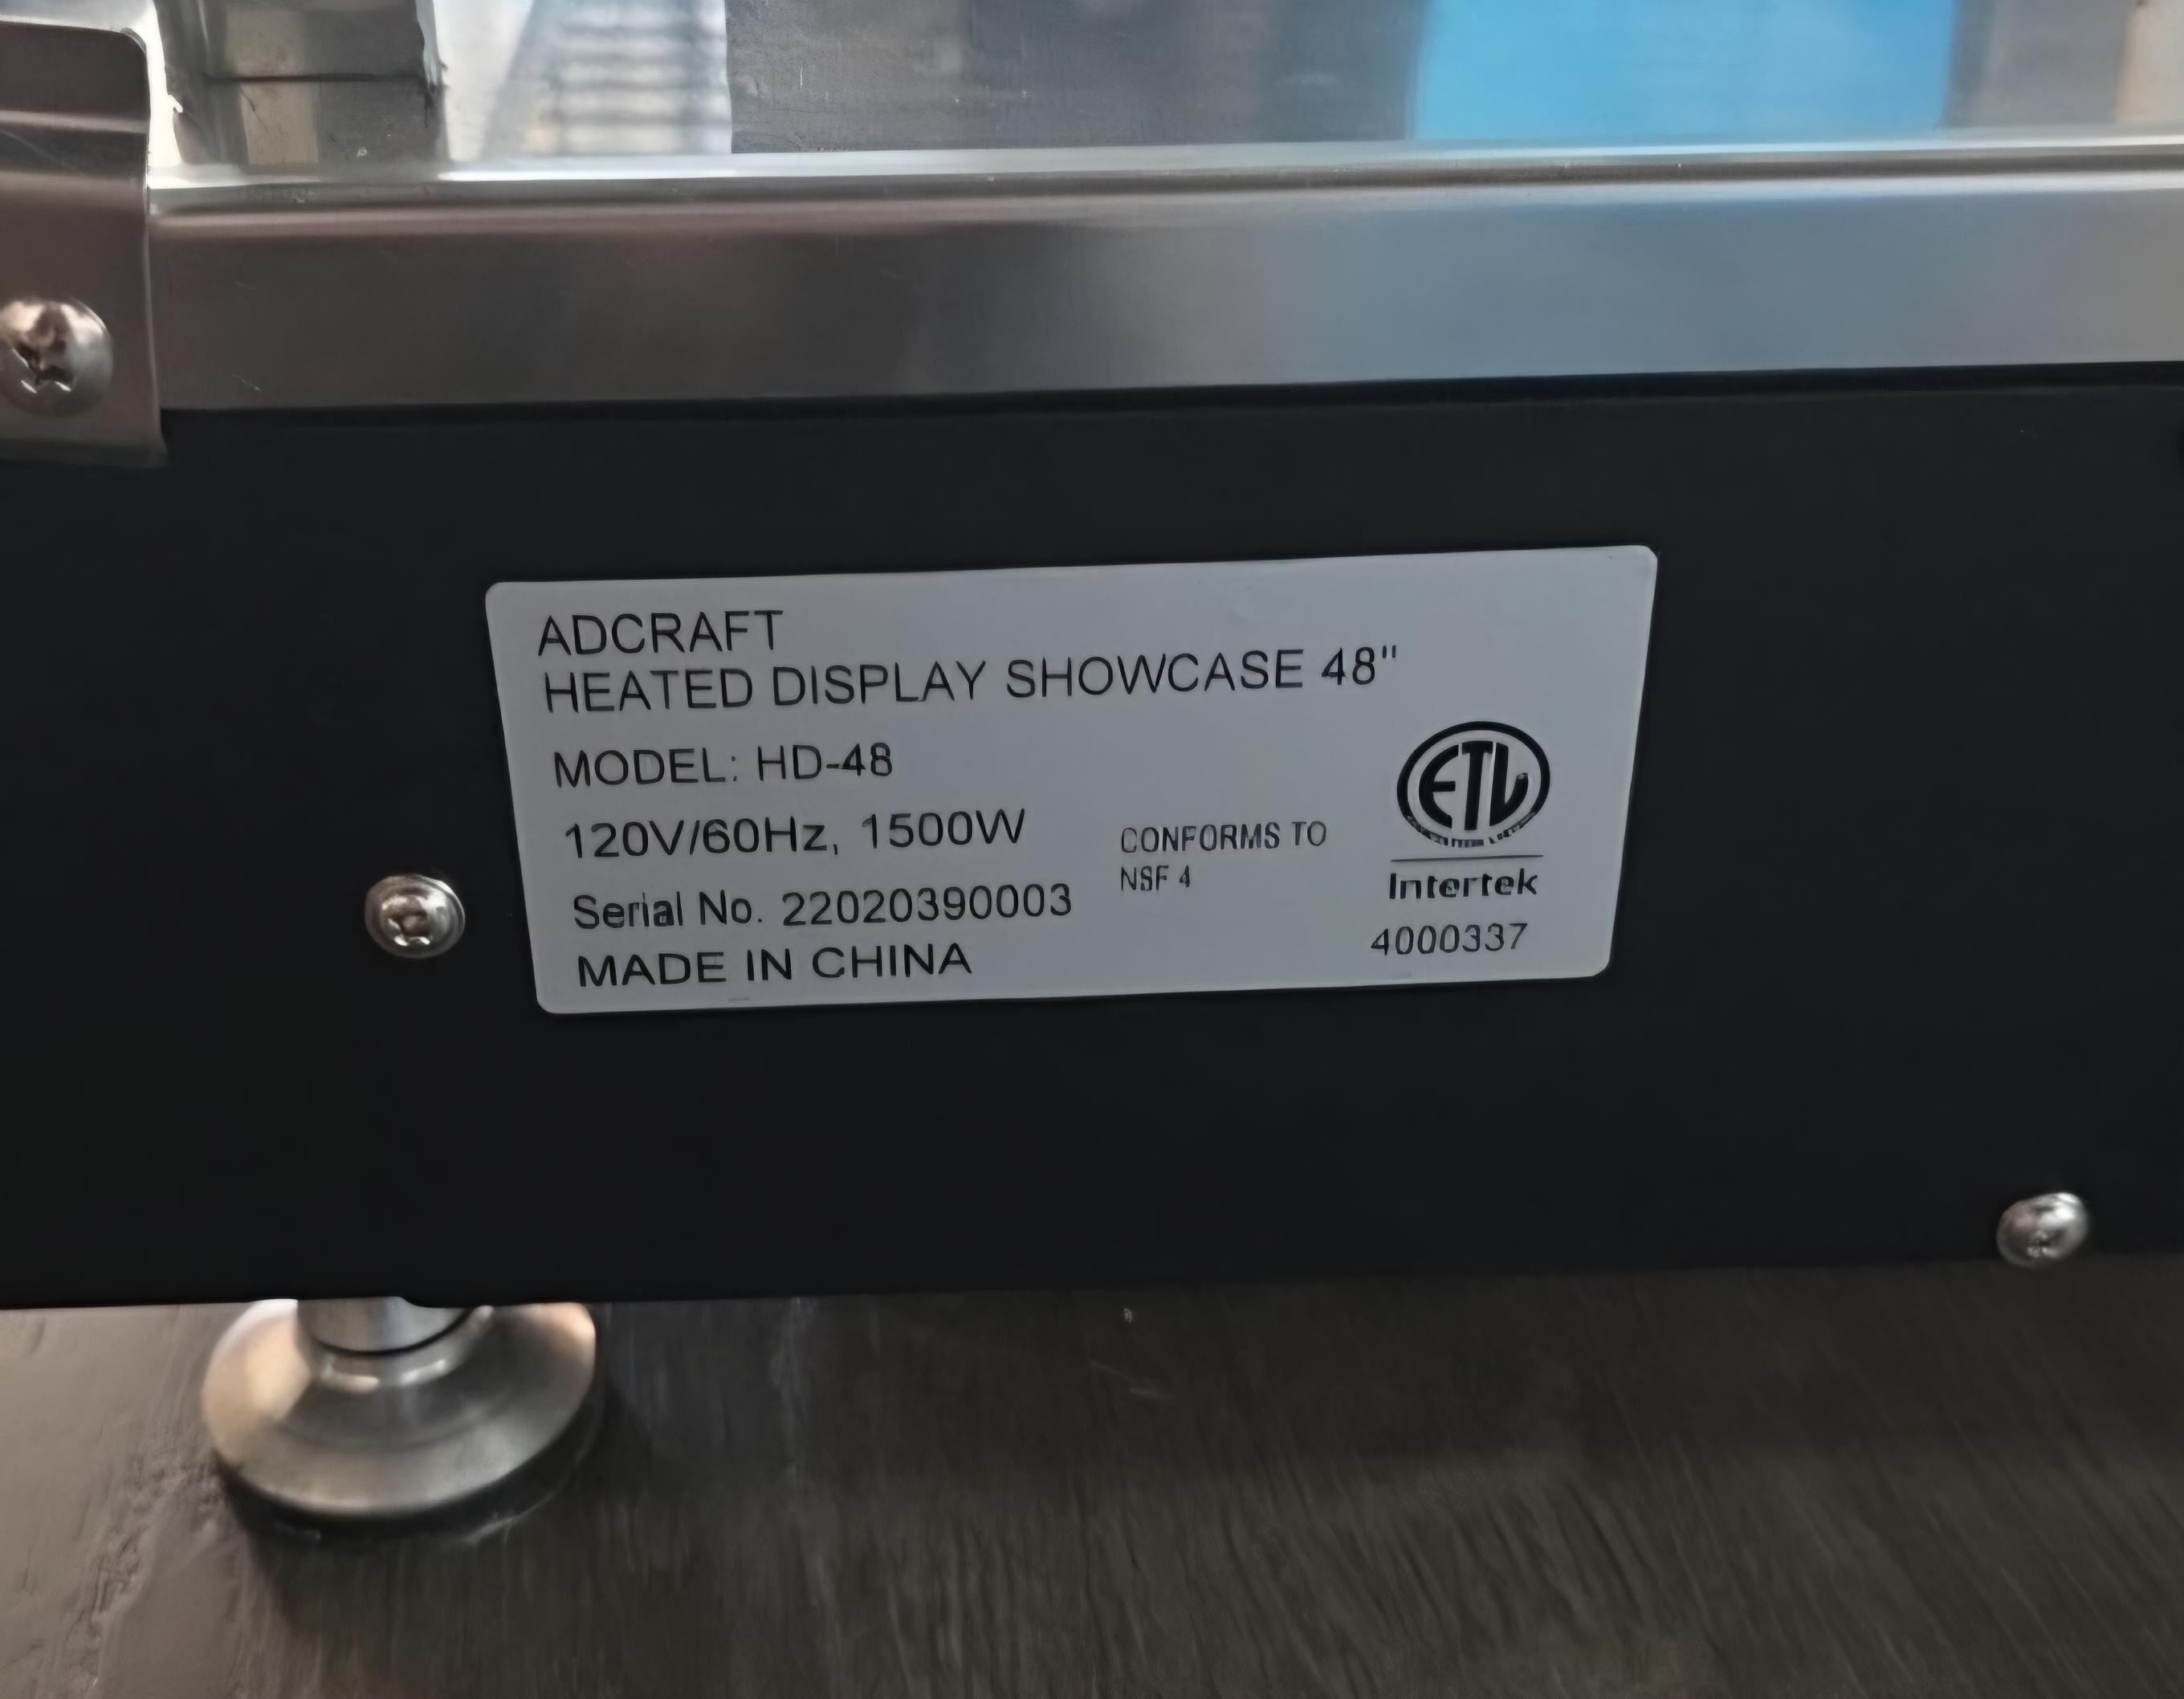 ADCRAFT
HEATED DISPLAY SHOWCASE 48"
MODEL: HD-48
120V/60Hz, 1500W
Serial No. 22020390003
MADE IN CHINA
CONFORMS TO
NSF 4
ETL
Intertek
4000337